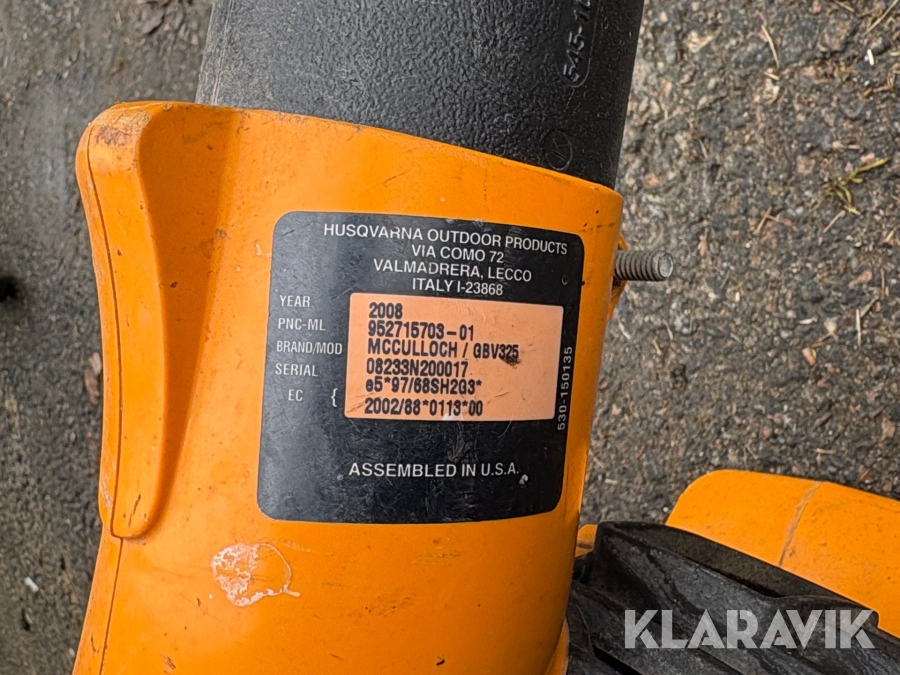 HUSQVARNA OUTDOOR PRODUCTS
VIA COMO 72
VALMADRERA, LECCO
ITALY I-23868
YEAR 2008
PNC-ML 952715703-01
BRAND/MOD MCCULLOCH / GBV325
SERIAL 08233N200017
EC { e5*97/68SH2G3*
2002/88*0113*00
530-150135
ASSEMBLED IN U.S.A.
KLARAVIK